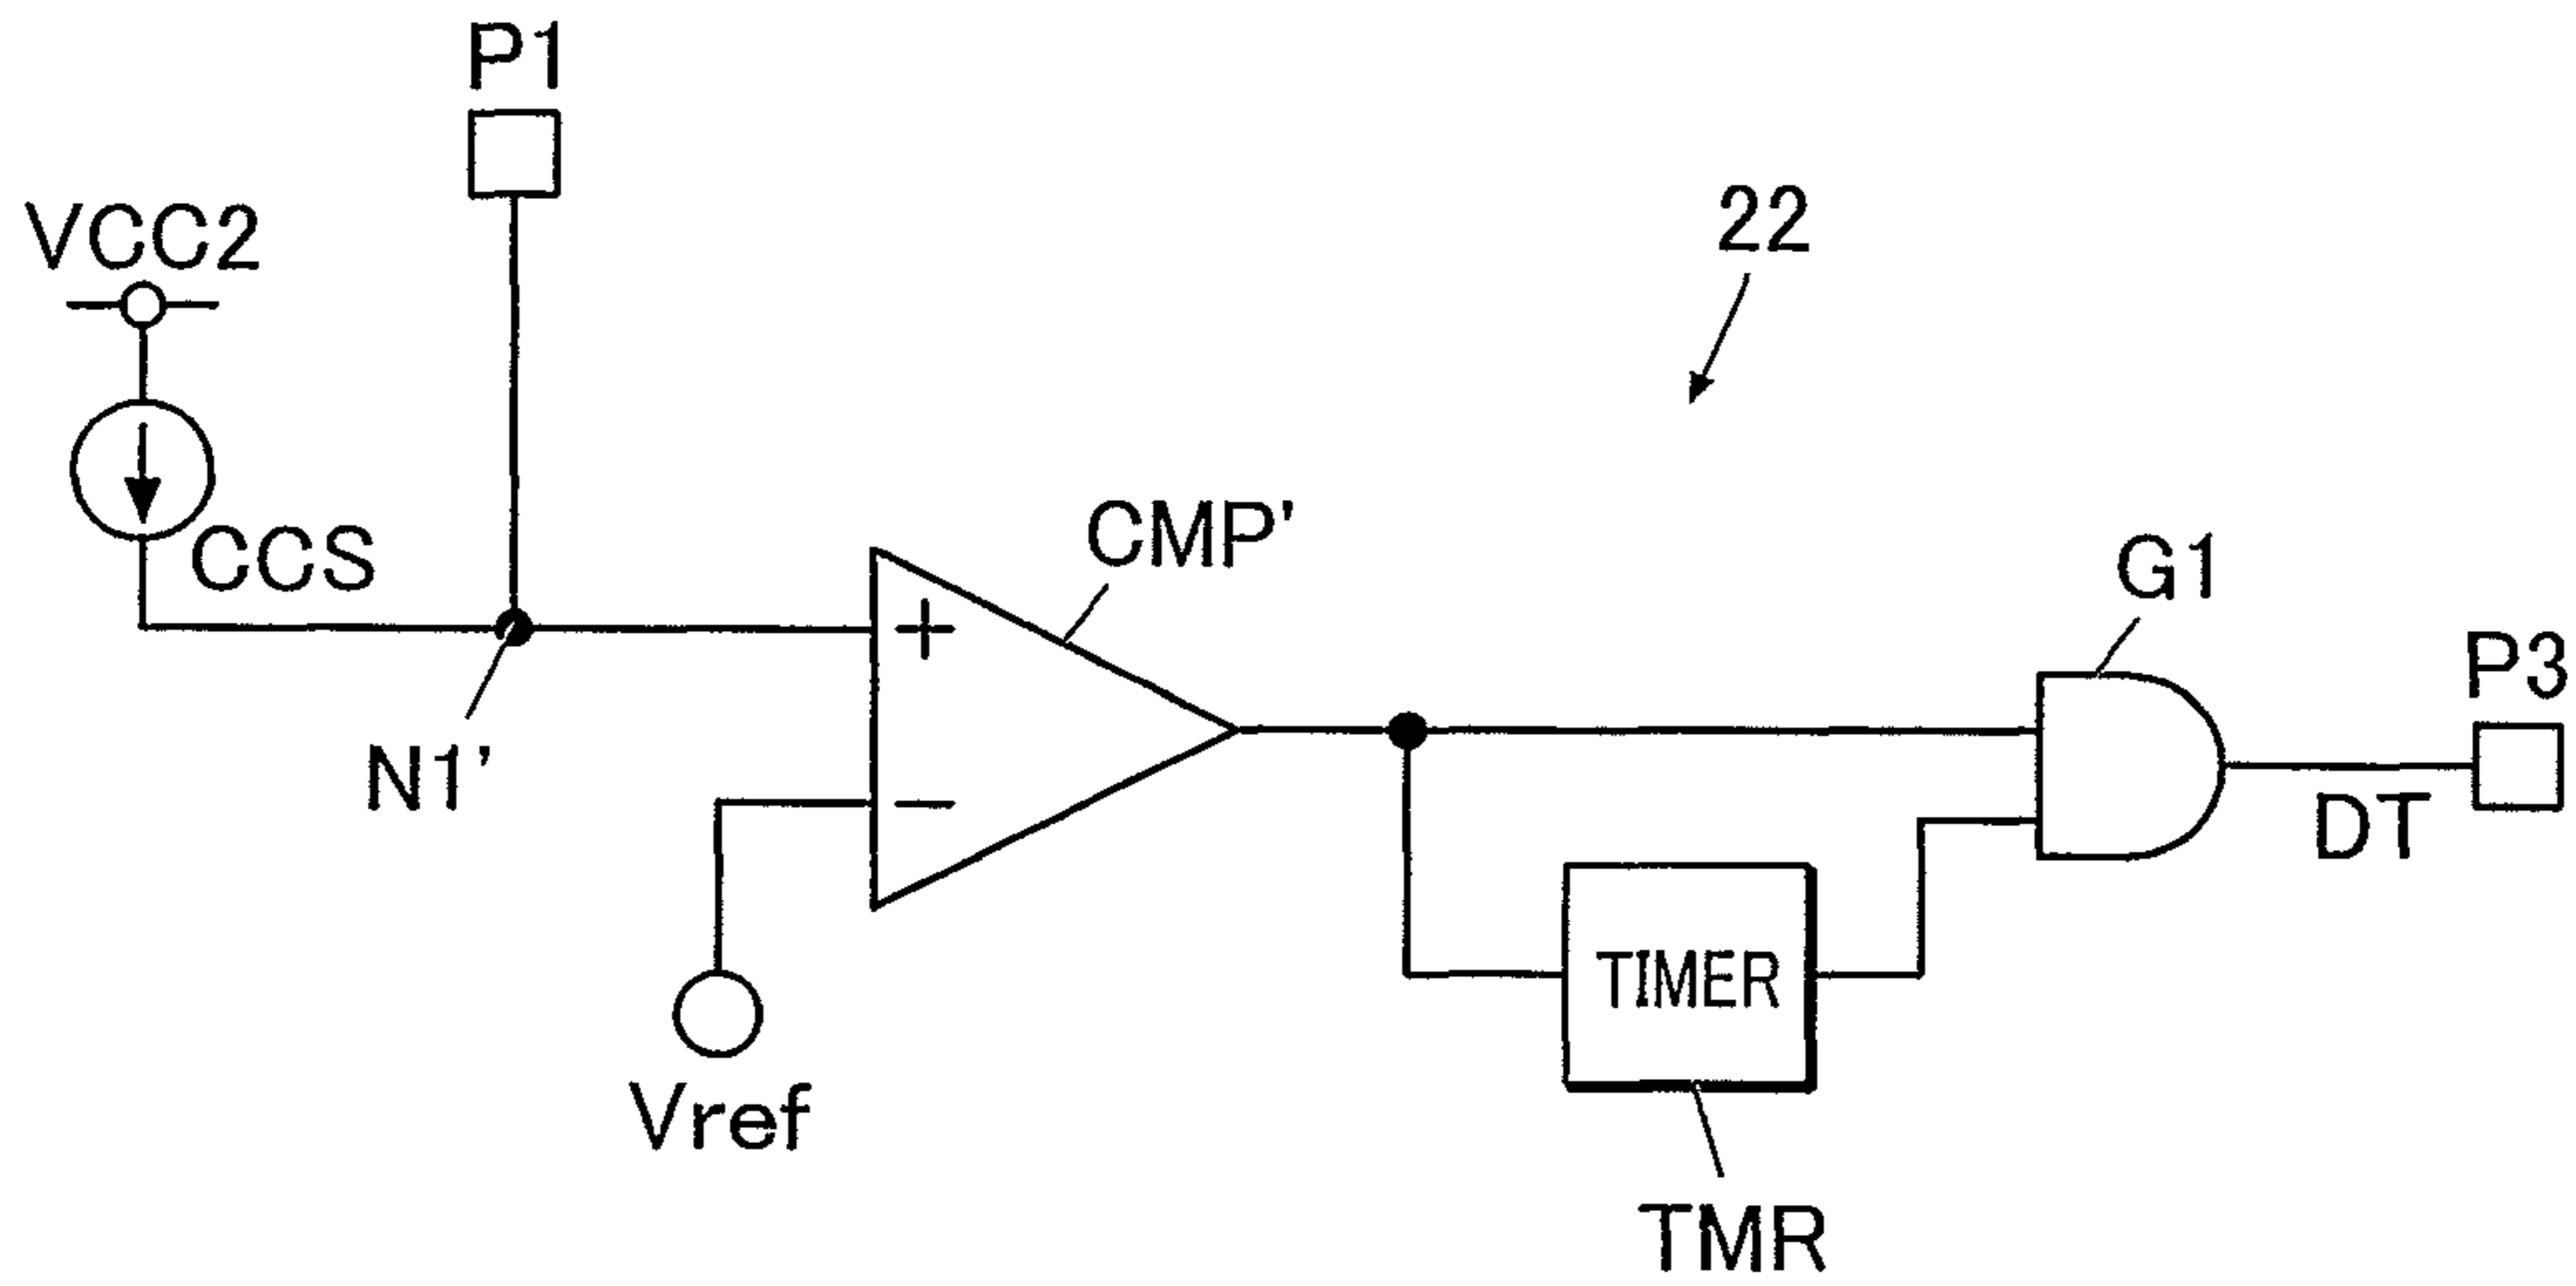 P1
VCC2
22
CCS
CMP'
G1
P3
N1'
+
−
DT
TIMER
Vref
TMR